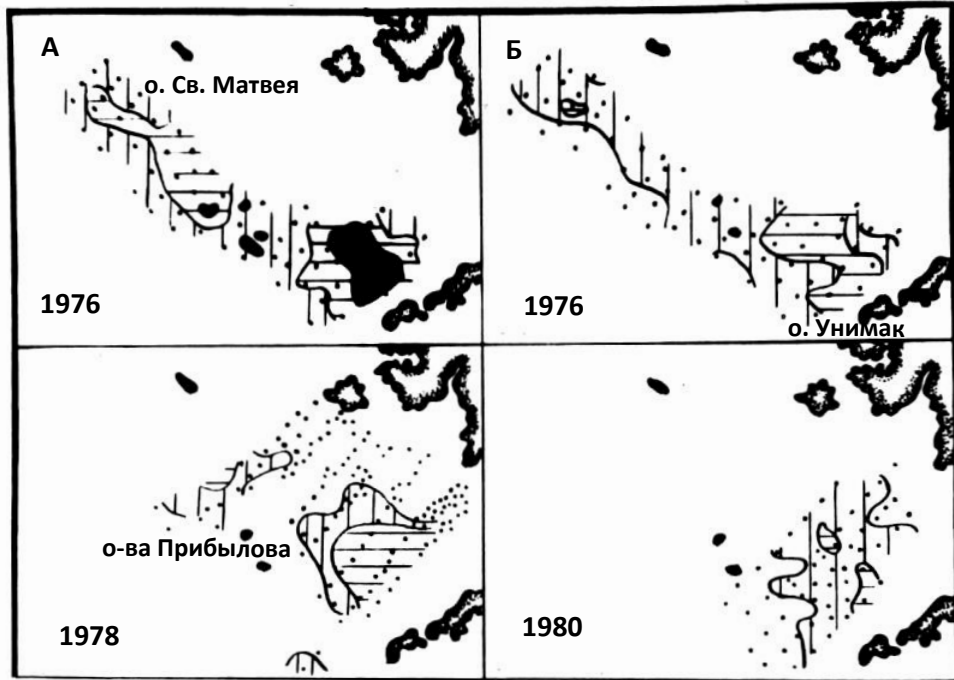 А
о. Св. Матвея
1976
Б
1976
о. Унимак
о-ва Прибылова
1978
1980